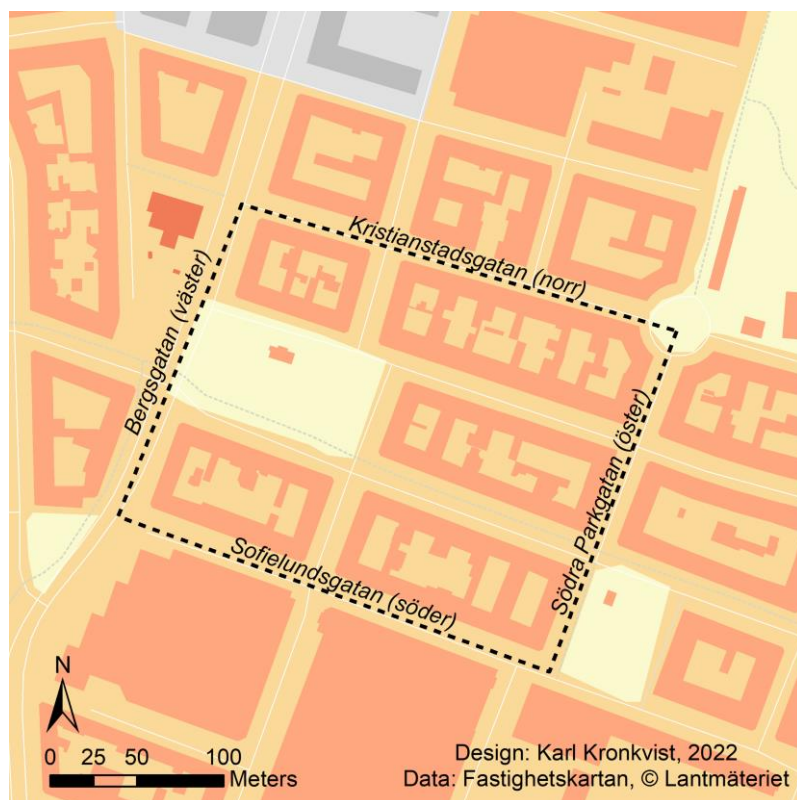 Kristianstadsgatan (norr)
Bergsgatan (väster)
Södra Parkgatan (öster)
Sofielundsgatan (söder)
N
0 25 50 100
Meters
Design: Karl Kronkvist, 2022
Data: Fastighetskartan, © Lantmäteriet